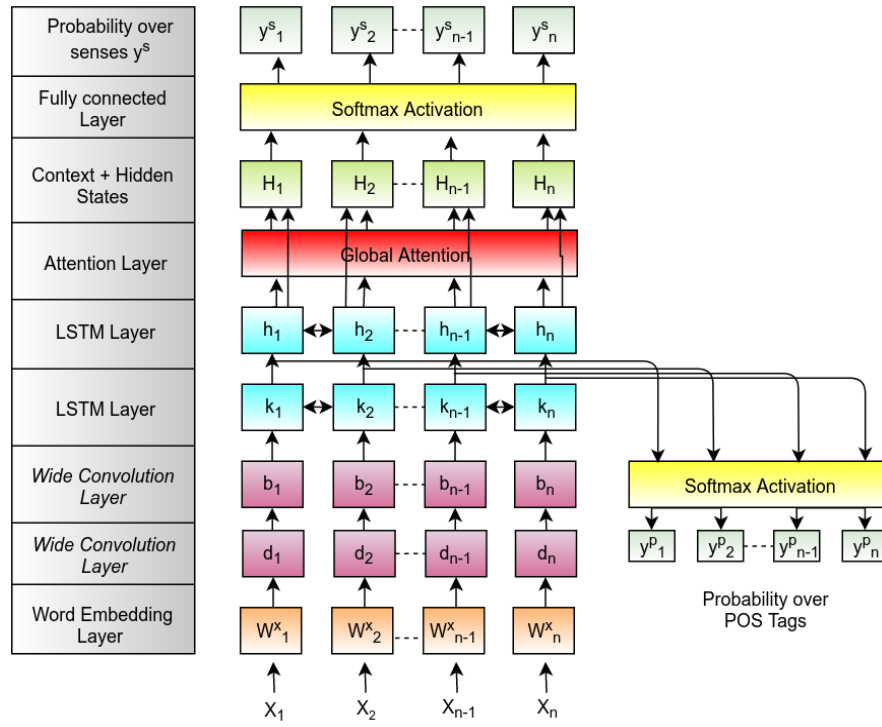 Probability over
senses y^s
y^s_1 y^s_2 y^s_n-1 y^s_n
Fully connected
Layer
Softmax Activation
Context + Hidden
States
H_1 H_2 H_n-1 H_n
Attention Layer
Global Attention
LSTM Layer
h_1 h_2 h_n-1 h_n
LSTM Layer
k_1 k_2 k_n-1 k_n
Wide Convolution
Layer
b_1 b_2 b_n-1 b_n
Softmax Activation
Wide Convolution
Layer
d_1 d_2 d_n-1 d_n
y^p_1 y^p_2 y^p_n-1 y^p_n
Word Embedding
Layer
W^x_1 W^x_2 W^x_n-1 W^x_n
Probability over
POS Tags
X_1 X_2 X_n-1 X_n